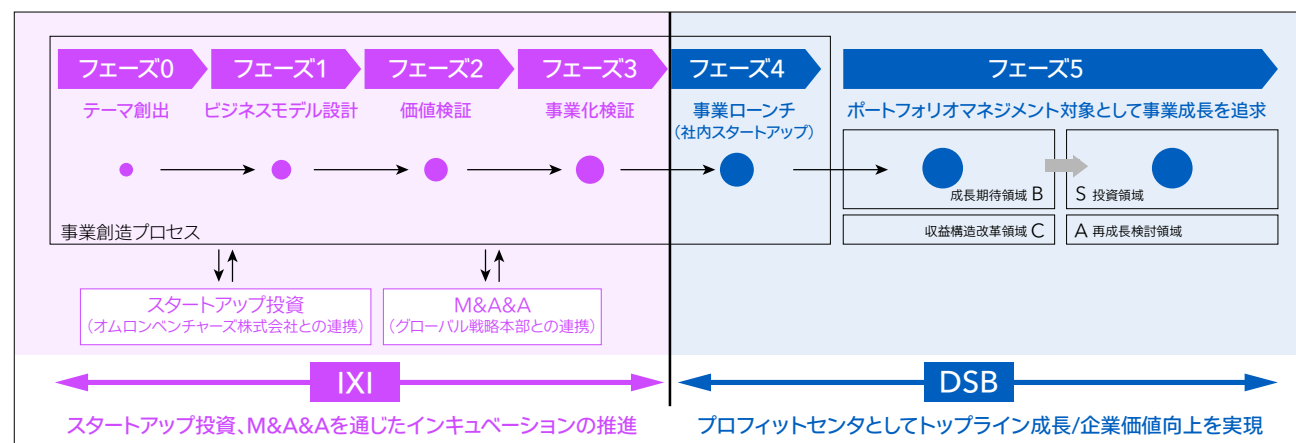 フェーズ0
フェーズ1
フェーズ2
フェーズ3
フェーズ4
フェーズ5
テーマ創出
ビジネスモデル設計
価値検証
事業化検証
事業ローンチ
(社内スタートアップ)
ポートフォリオマネジメント対象として事業成長を追求
成長期待領域 B
S 投資領域
収益構造改革領域 C
A 再成長検討領域
事業創造プロセス
スタートアップ投資
(オムロンベンチャーズ株式会社との連携)
M&A&A
(グローバル戦略本部との連携)
IXI
DSB
スタートアップ投資、M&A&Aを通じたインキュベーションの推進
プロフィットセンタとしてトップライン成長/企業価値向上を実現